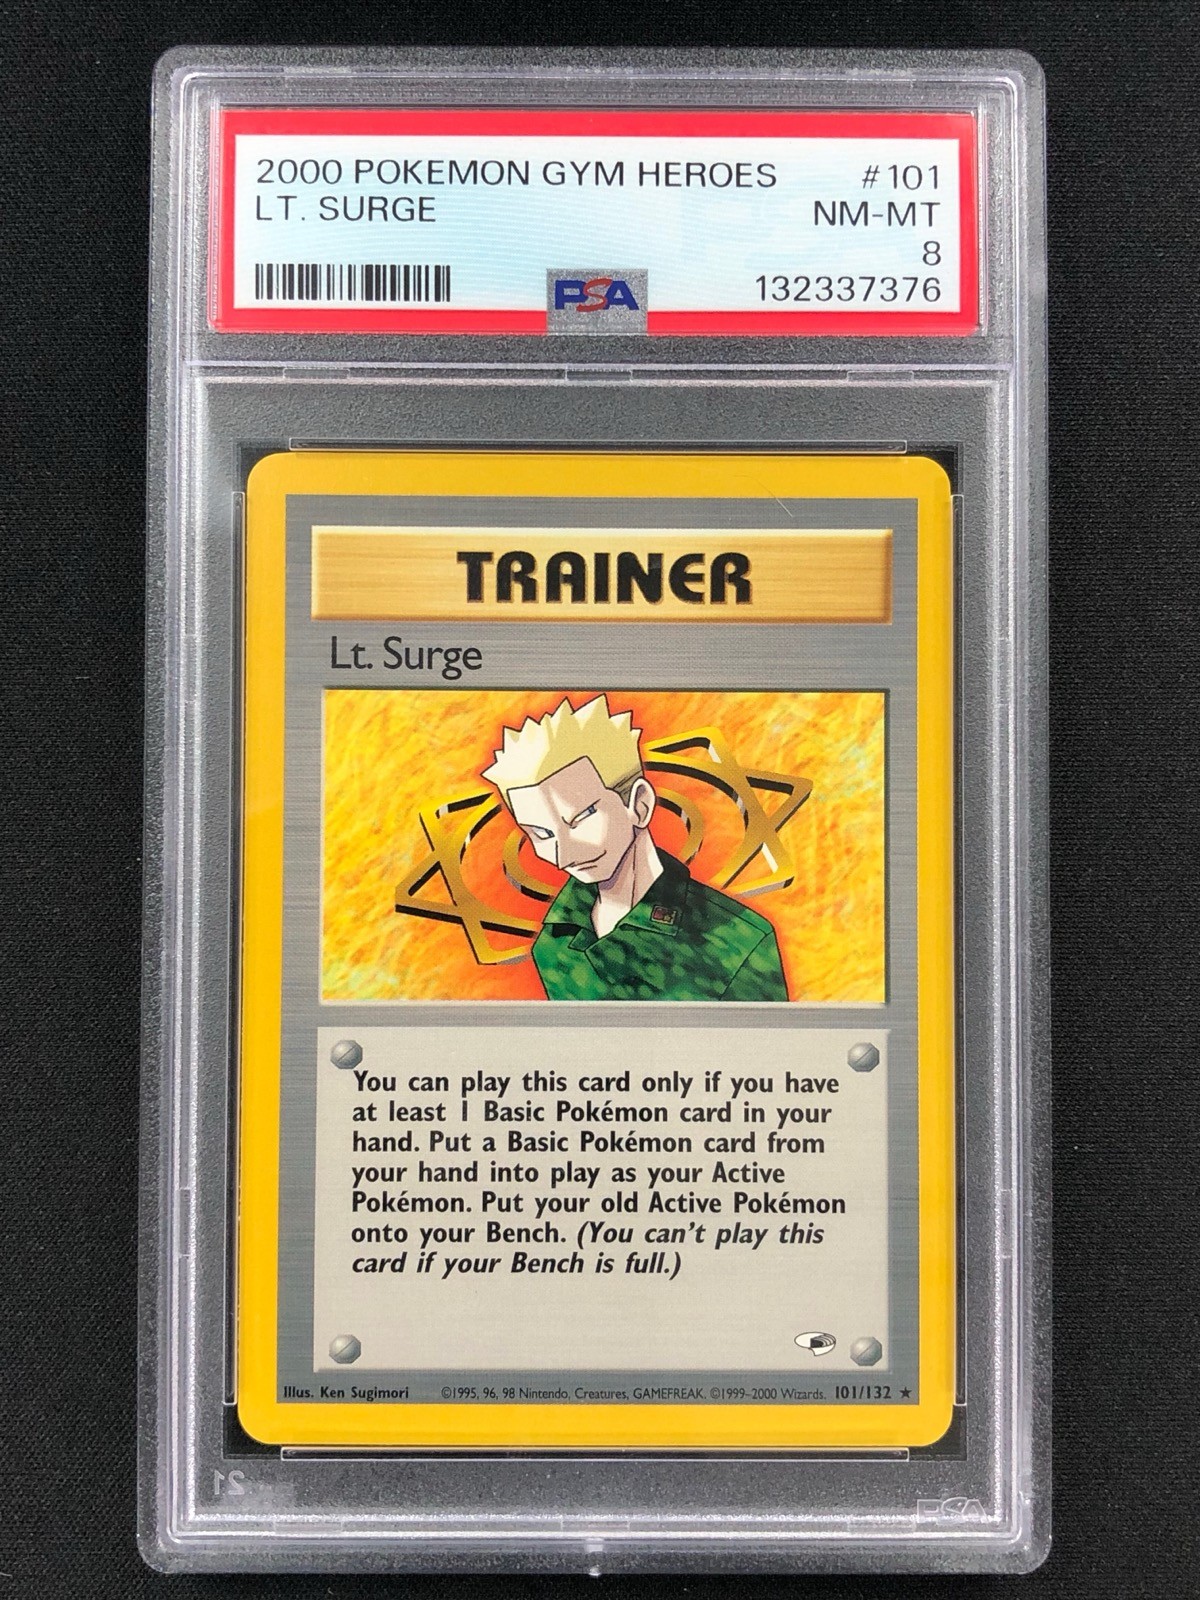 2000 POKEMON GYM HEROES #101
LT. SURGE NM-MT
8
PSA 132337376
TRAINER
Lt. Surge
You can play this card only if you have
at least 1 Basic Pokémon card in your
hand. Put a Basic Pokémon card from
your hand into play as your Active
Pokémon. Put your old Active Pokémon
onto your Bench. (You can't play this
card if your Bench is full.)
Illus. Ken Sugimori ©1995, 96, 98 Nintendo, Creatures, GAMEFREAK. ©1999–2000 Wizards. 101/132 ★
21
PSA